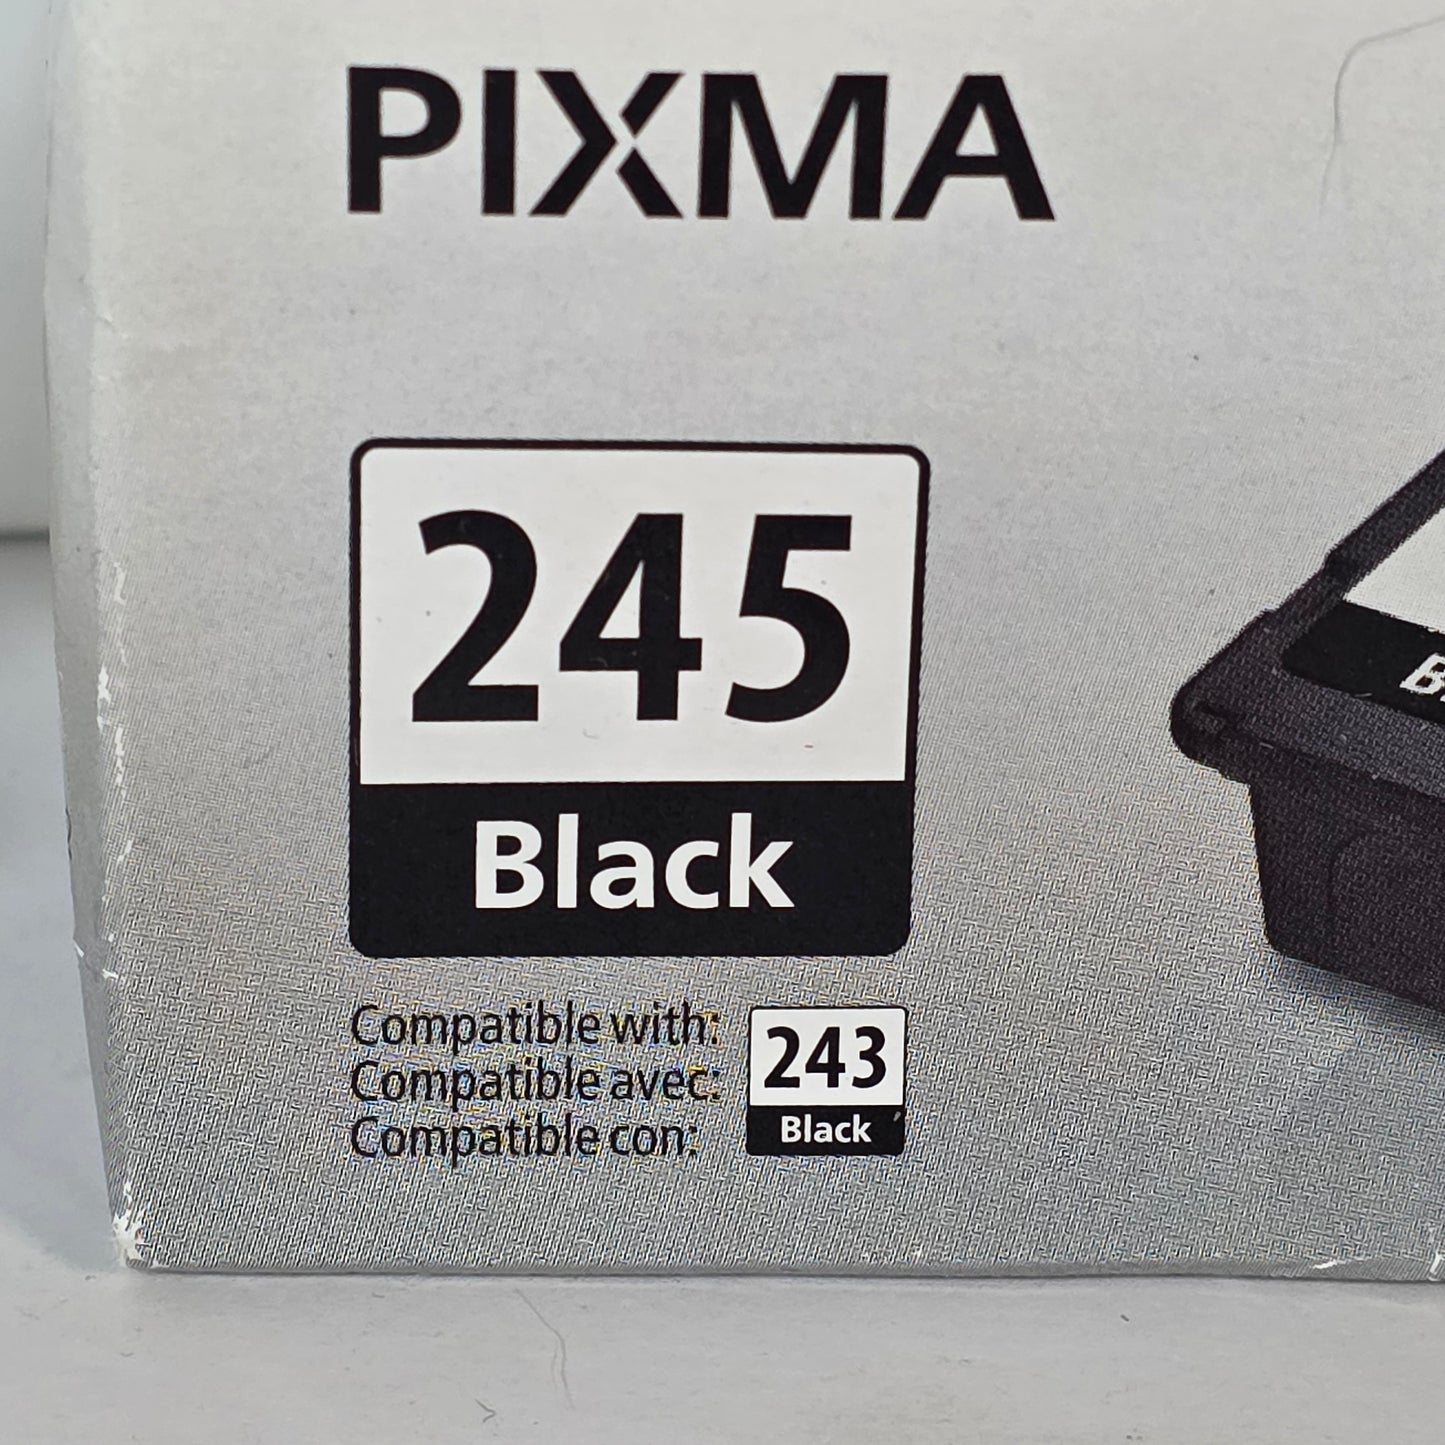 PIXMA
245
Black
Compatible with:
Compatible avec:
Compatible con:
243
Black